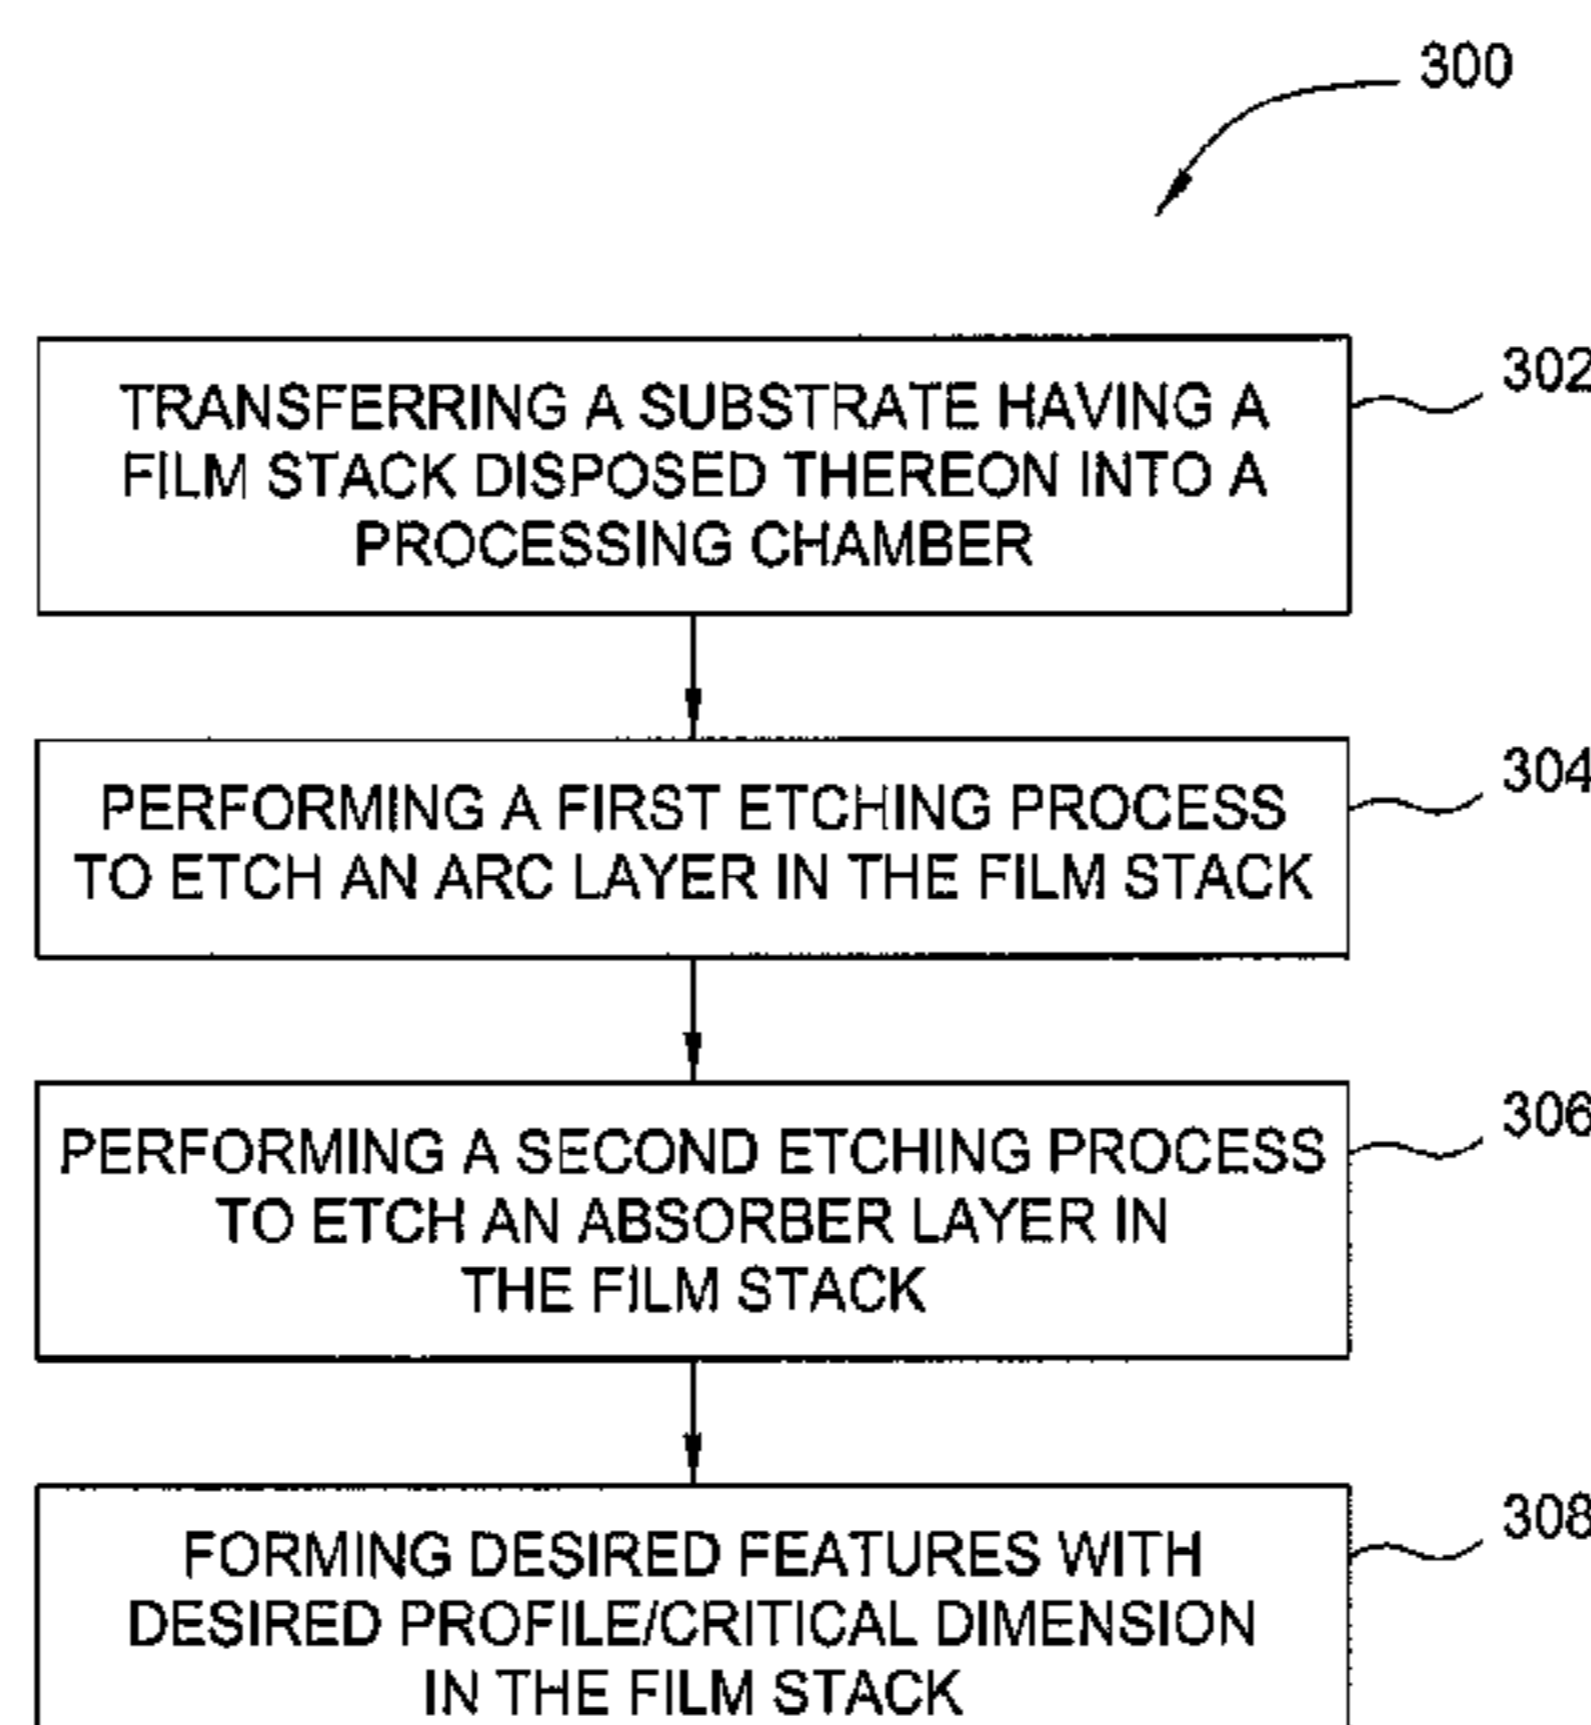 300
302
TRANSFERRING A SUBSTRATE HAVING A
FILM STACK DISPOSED THEREON INTO A
PROCESSING CHAMBER
304
PERFORMING A FIRST ETCHING PROCESS
TO ETCH AN ARC LAYER IN THE FILM STACK
306
PERFORMING A SECOND ETCHING PROCESS
TO ETCH AN ABSORBER LAYER IN
THE FILM STACK
308
FORMING DESIRED FEATURES WITH
DESIRED PROFILE/CRITICAL DIMENSION
IN THE FILM STACK